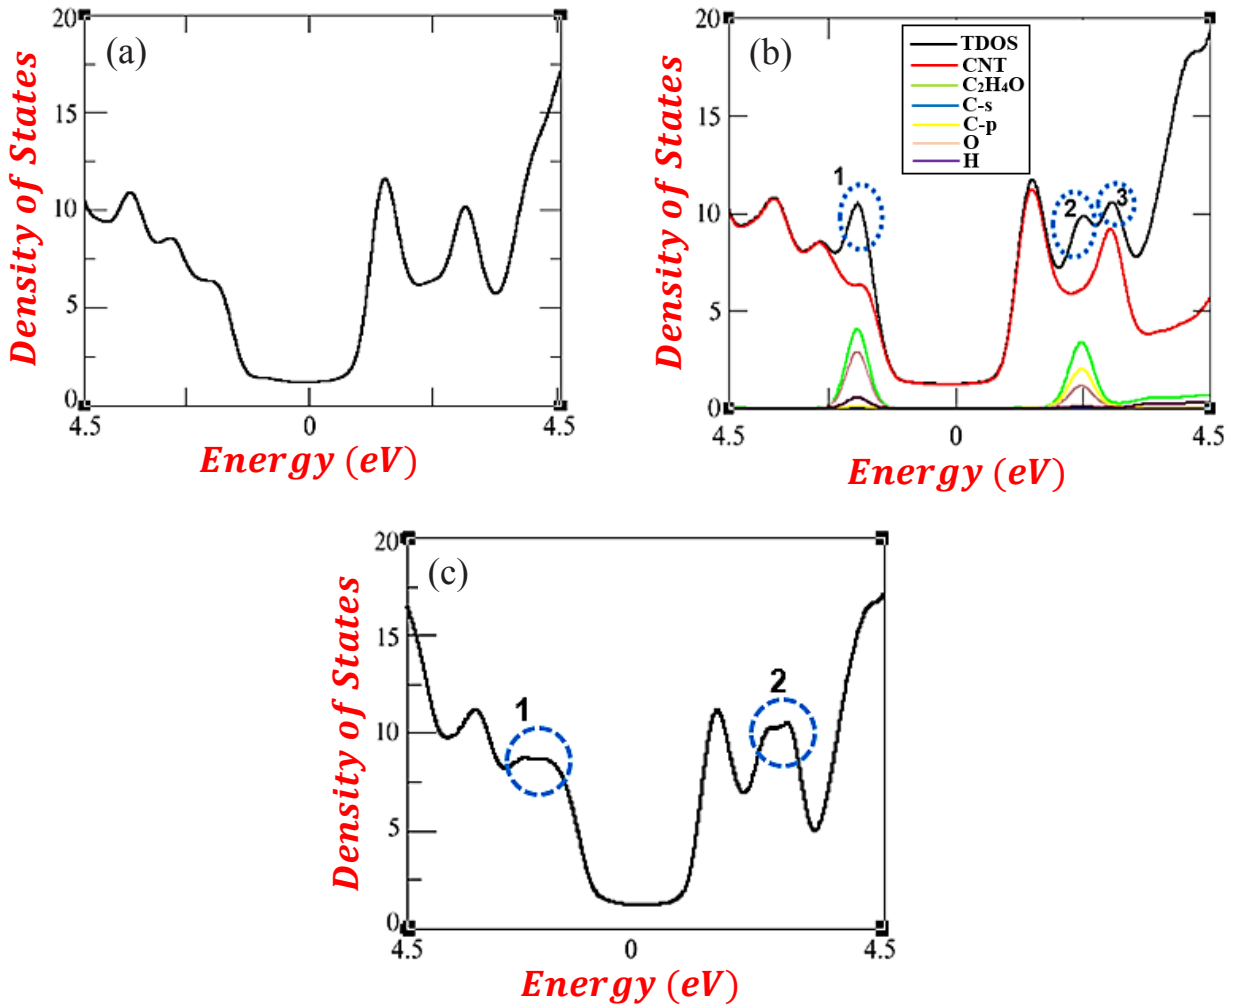 (a)
Density of States
20
15
10
5
0
4.5
0
4.5
Energy (eV)
(b)
Density of States
20
15
10
5
0
TDOS
CNT
C₂H₄O
C-s
C-p
O
H
1
2
3
4.5
0
4.5
Energy (eV)
(c)
Density of States
20
15
10
5
0
1
2
4.5
0
4.5
Energy (eV)